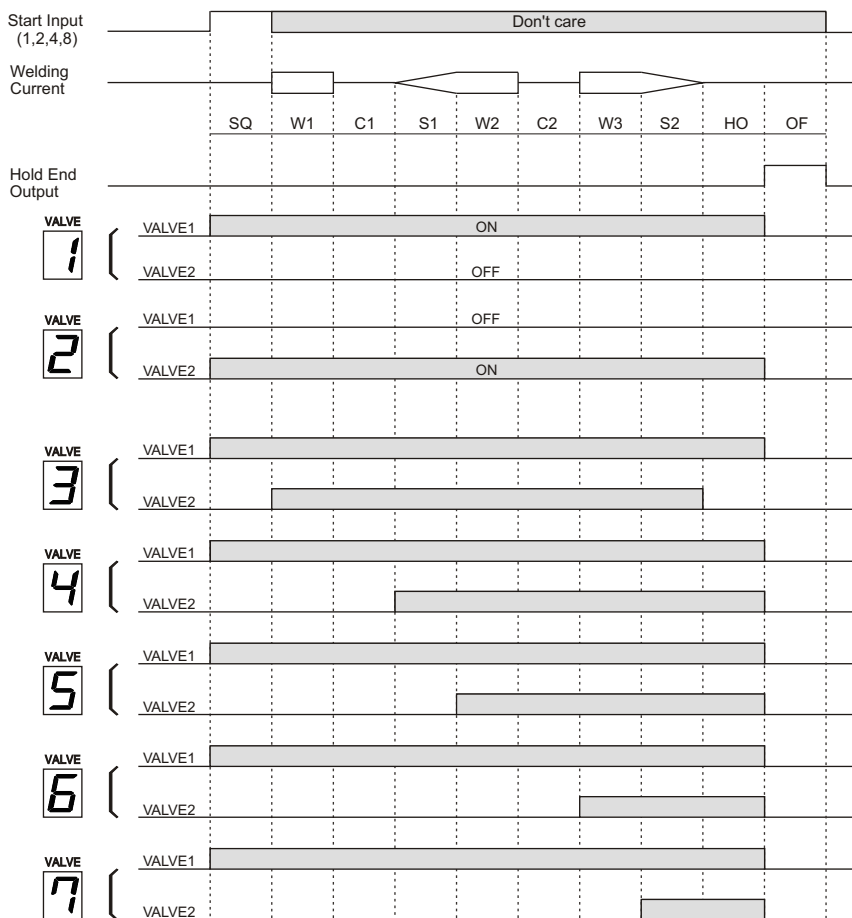 Start Input
(1,2,4,8)
Don't care
Welding
Current
SQ W1 C1 S1 W2 C2 W3 S2 HO OF
Hold End
Output
VALVE
1
VALVE1 ON
VALVE2 OFF
VALVE
2
VALVE1 OFF
VALVE2 ON
VALVE
3
VALVE1
VALVE2
VALVE
4
VALVE1
VALVE2
VALVE
5
VALVE1
VALVE2
VALVE
6
VALVE1
VALVE2
VALVE
7
VALVE1
VALVE2